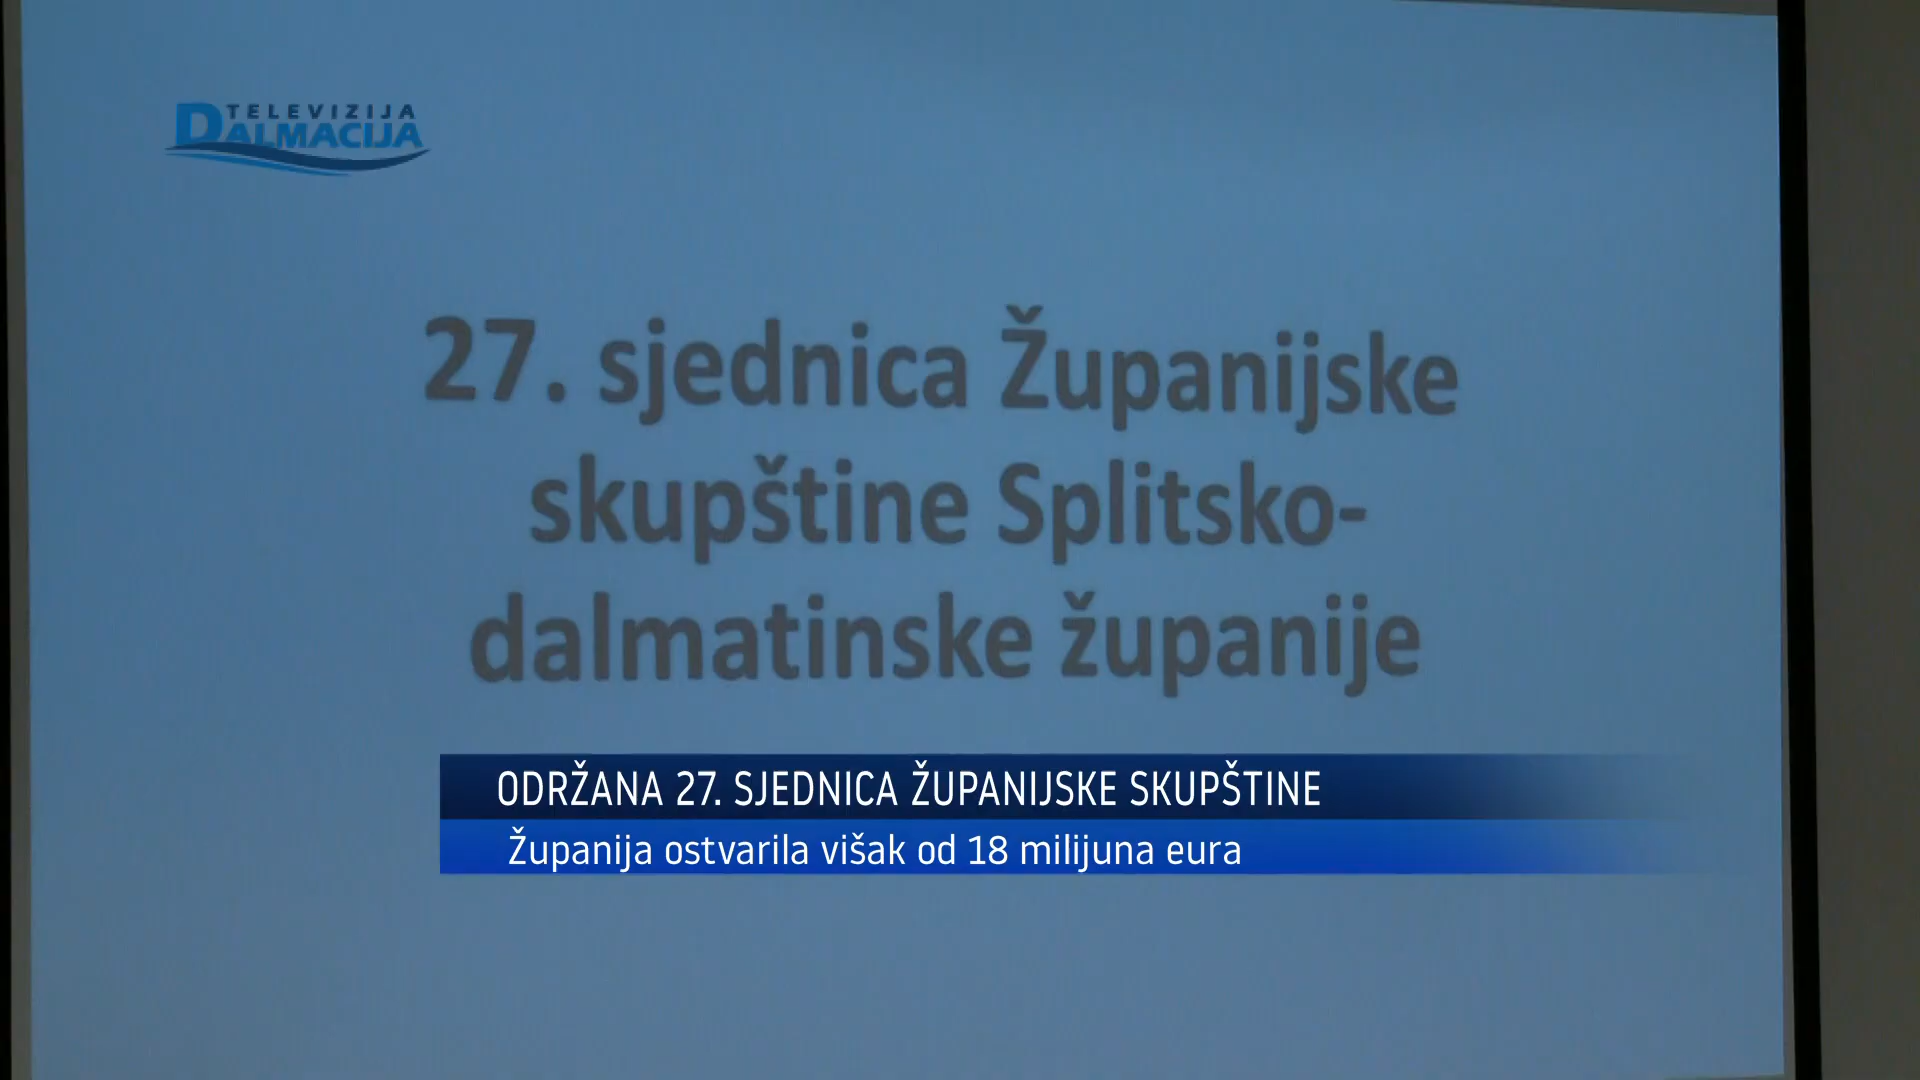 TELEVIZIJA
DALMACIJA
27. sjednica Županijske
skupštine Splitsko-
dalmatinske županije
ODRŽANA 27. SJEDNICA ŽUPANIJSKE SKUPŠTINE
Županija ostvarila višak od 18 milijuna eura